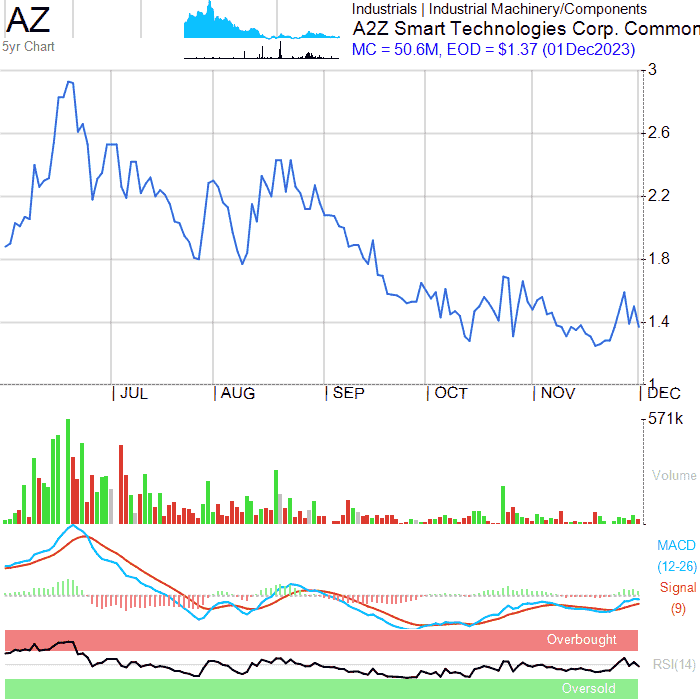 AZ
5yr Chart
Industrials | Industrial Machinery/Components
A2Z Smart Technologies Corp. Common
MC = 50.6M, EOD = $1.37 (01Dec2023)
3
2.6
2.2
1.8
1.4
1
JUL AUG SEP OCT NOV DEC
571k
Volume
MACD
(12-26)
Signal
(9)
Overbought
RSI(14)
Oversold